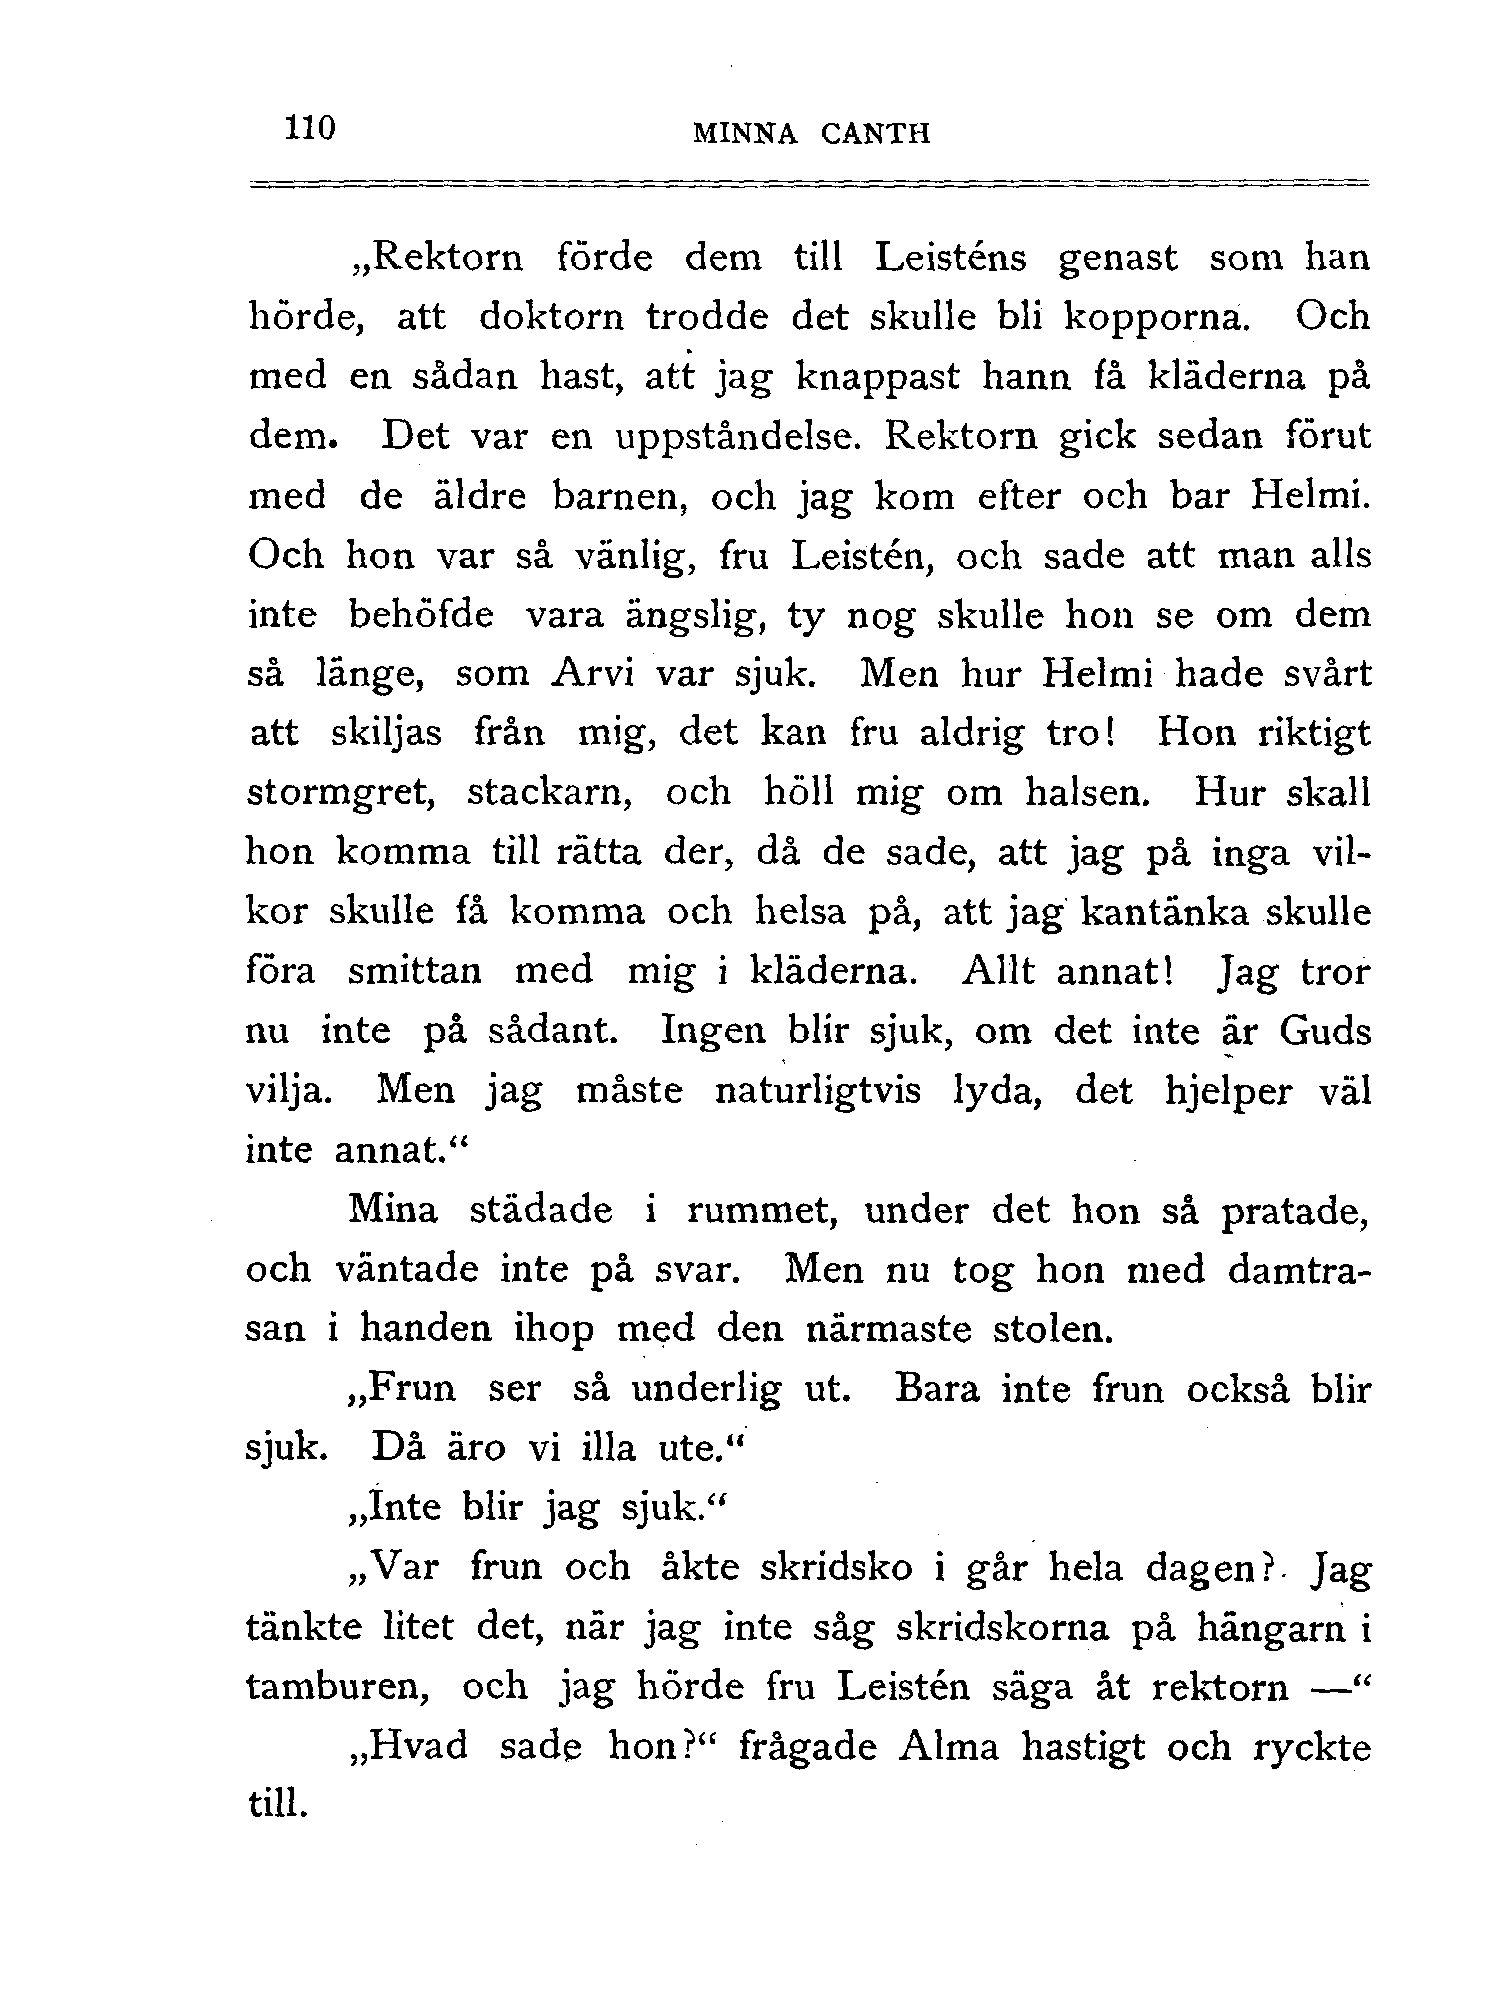 110
MINNA CANTH
„Rektorn förde dem till Leisténs genast som han
hörde, att doktorn trodde det skulle bli kopporna. Och
med en sådan hast, att jag knappast hann få kläderna på
dem. Det var en uppståndelse. Rektorn gick sedan förut
med de äldre barnen, och jag kom efter och bar Helmi.
Och hon var så vänlig, fru Leistén, och sade att man alls
inte behöfde vara ängslig, ty nog skulle hon se om dem
så länge, som Arvi var sjuk. Men hur Helmi hade svårt
att skiljas från mig, det kan fru aldrig tro! Hon riktigt
stormgret, stackarn, och höll mig om halsen. Hur skall
hon komma till rätta der, då de sade, att jag på inga vil-
kor skulle få komma och helsa på, att jag kantänka skulle
föra smittan med mig i kläderna. Allt annat! Jag tror
nu inte på sådant. Ingen blir sjuk, om det inte är Guds
vilja. Men jag måste naturligtvis lyda, det hjelper väl
inte annat.“
Mina städade i rummet, under det hon så pratade,
och väntade inte på svar. Men nu tog hon med damtra-
san i handen ihop med den närmaste stolen.
„Frun ser så underlig ut. Bara inte frun också blir
sjuk. Då äro vi illa ute.“
„Inte blir jag sjuk.“
„Var frun och åkte skridsko i går hela dagen? Jag
tänkte litet det, när jag inte såg skridskorna på hängarn i
tamburen, och jag hörde fru Leistén säga åt rektorn —“
„Hvad sade hon?“ frågade Alma hastigt och ryckte
till.